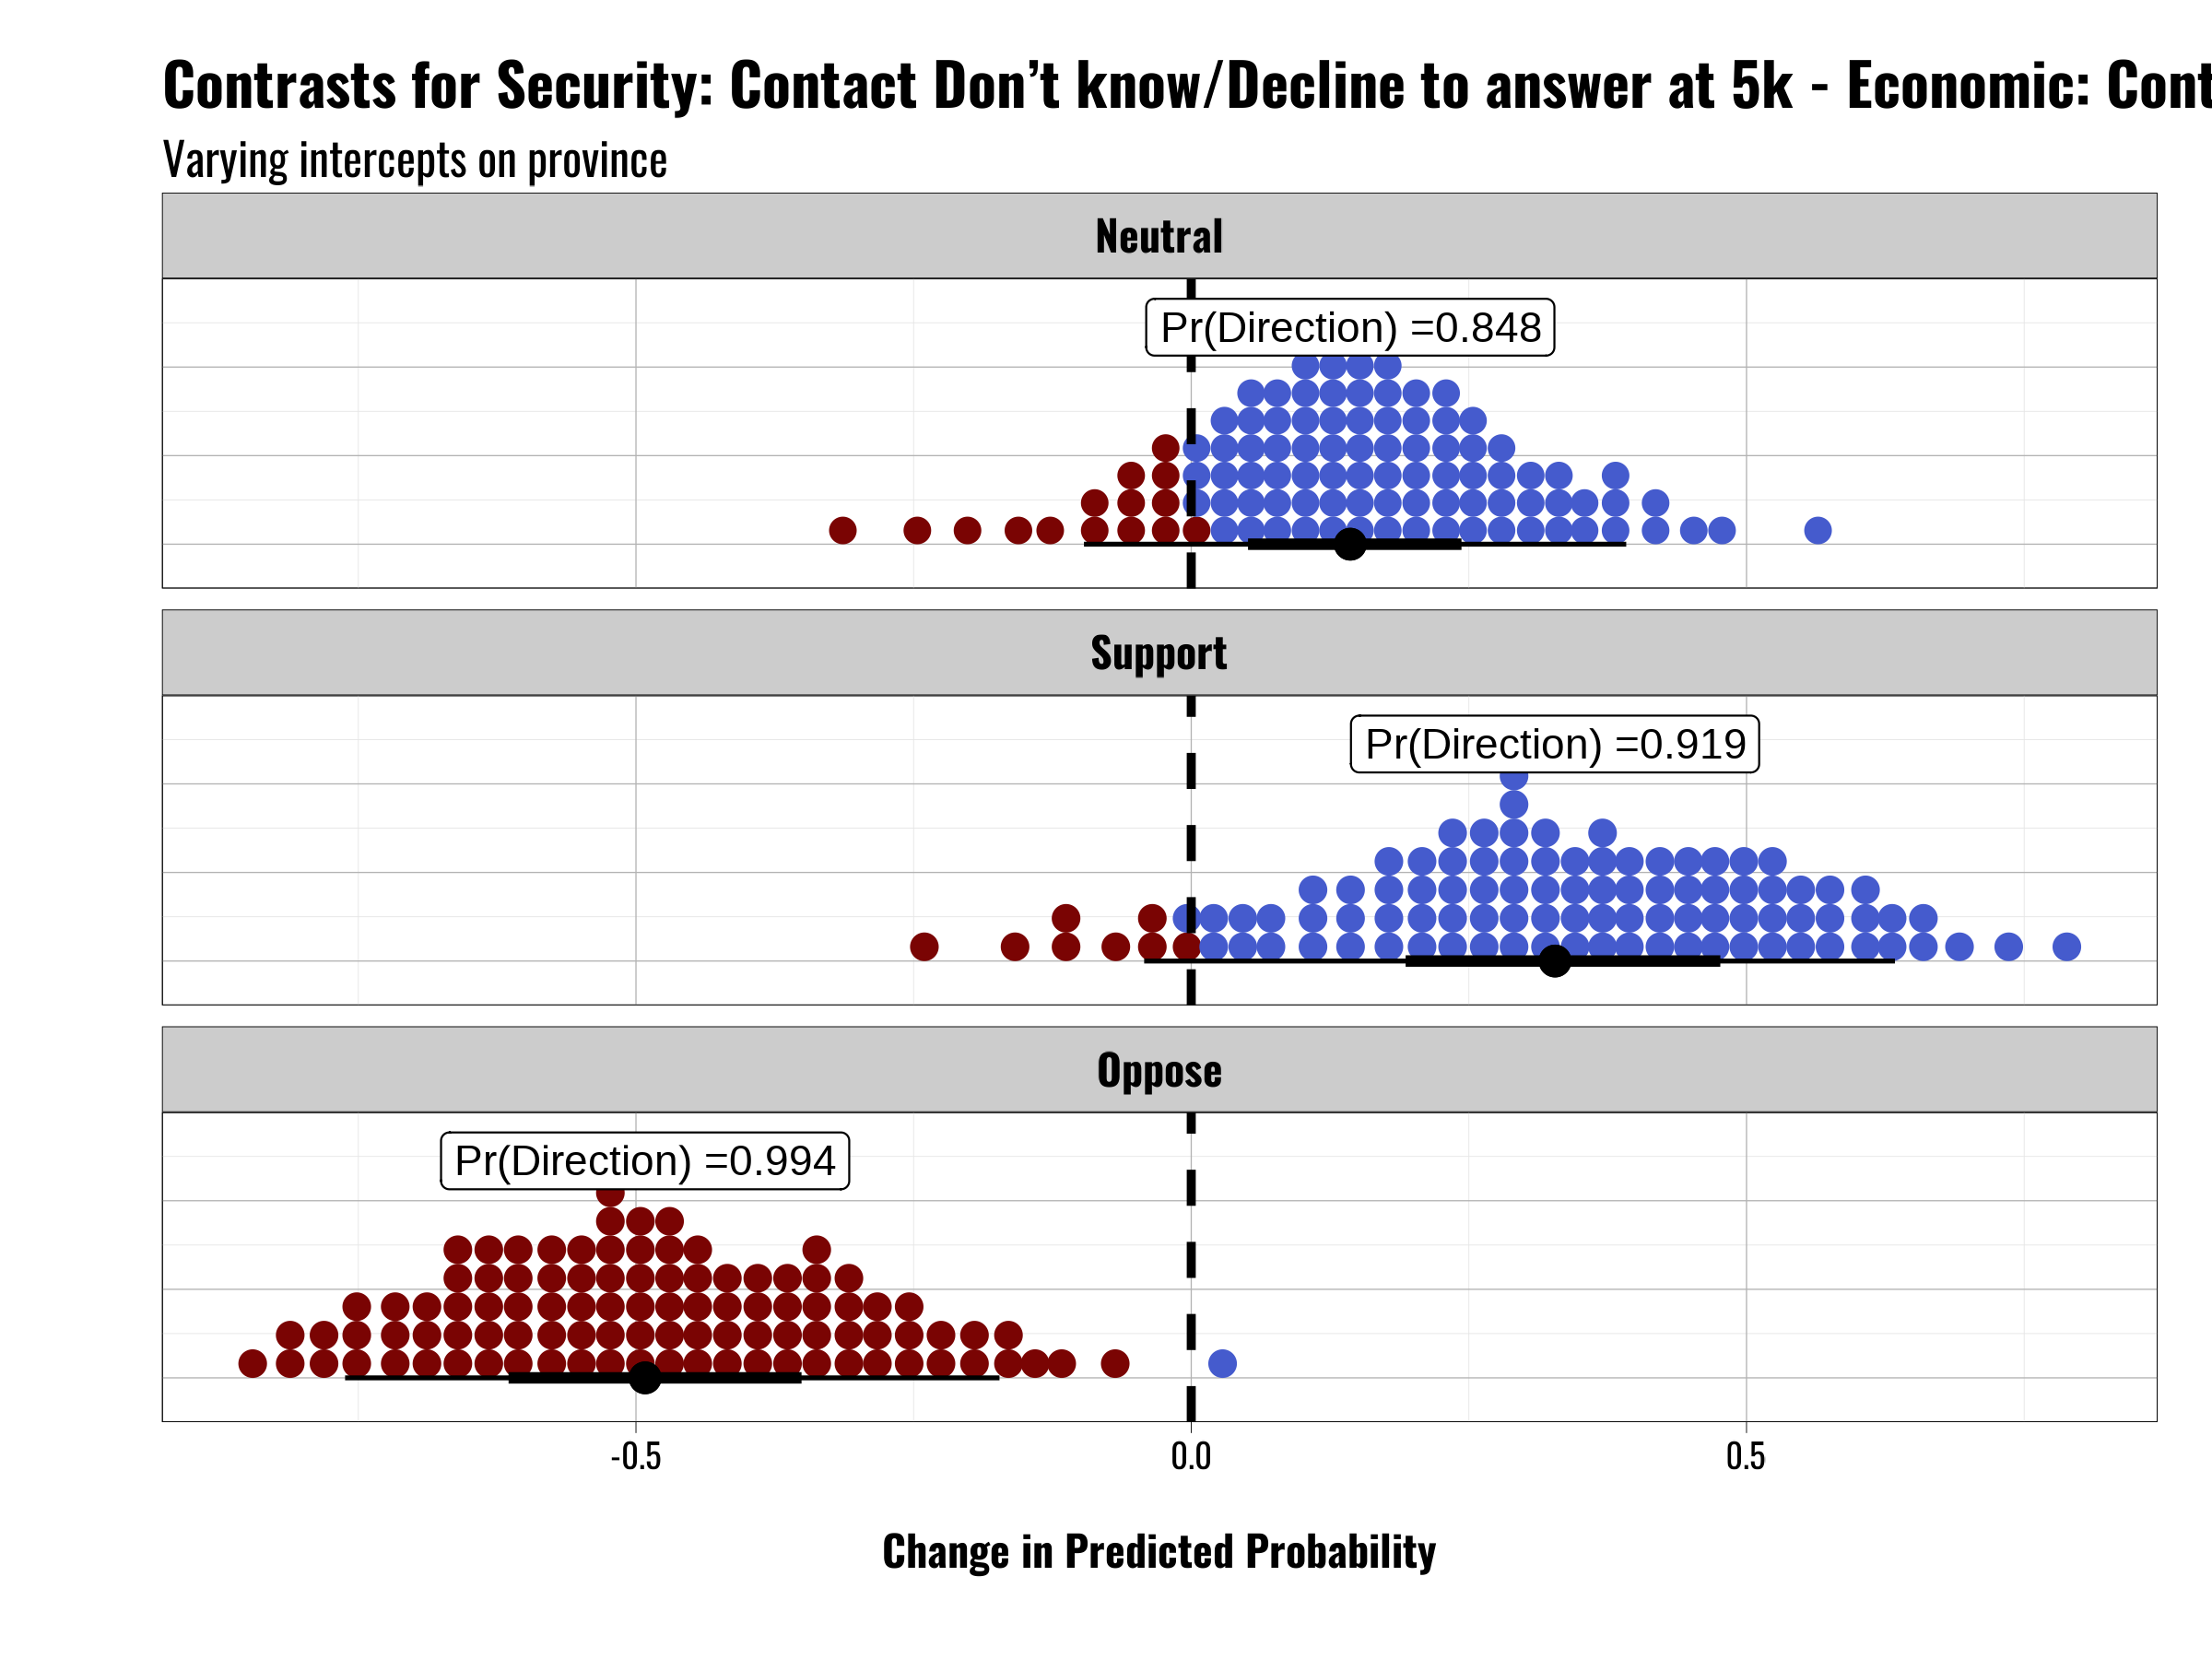 Contrasts for Security: Contact Don’t know/Decline to answer at 5k - Economic: Cont
Varying intercepts on province
Neutral
Pr(Direction) =0.848
Support
Pr(Direction) =0.919
Oppose
Pr(Direction) =0.994
-0.5 0.0 0.5
Change in Predicted Probability